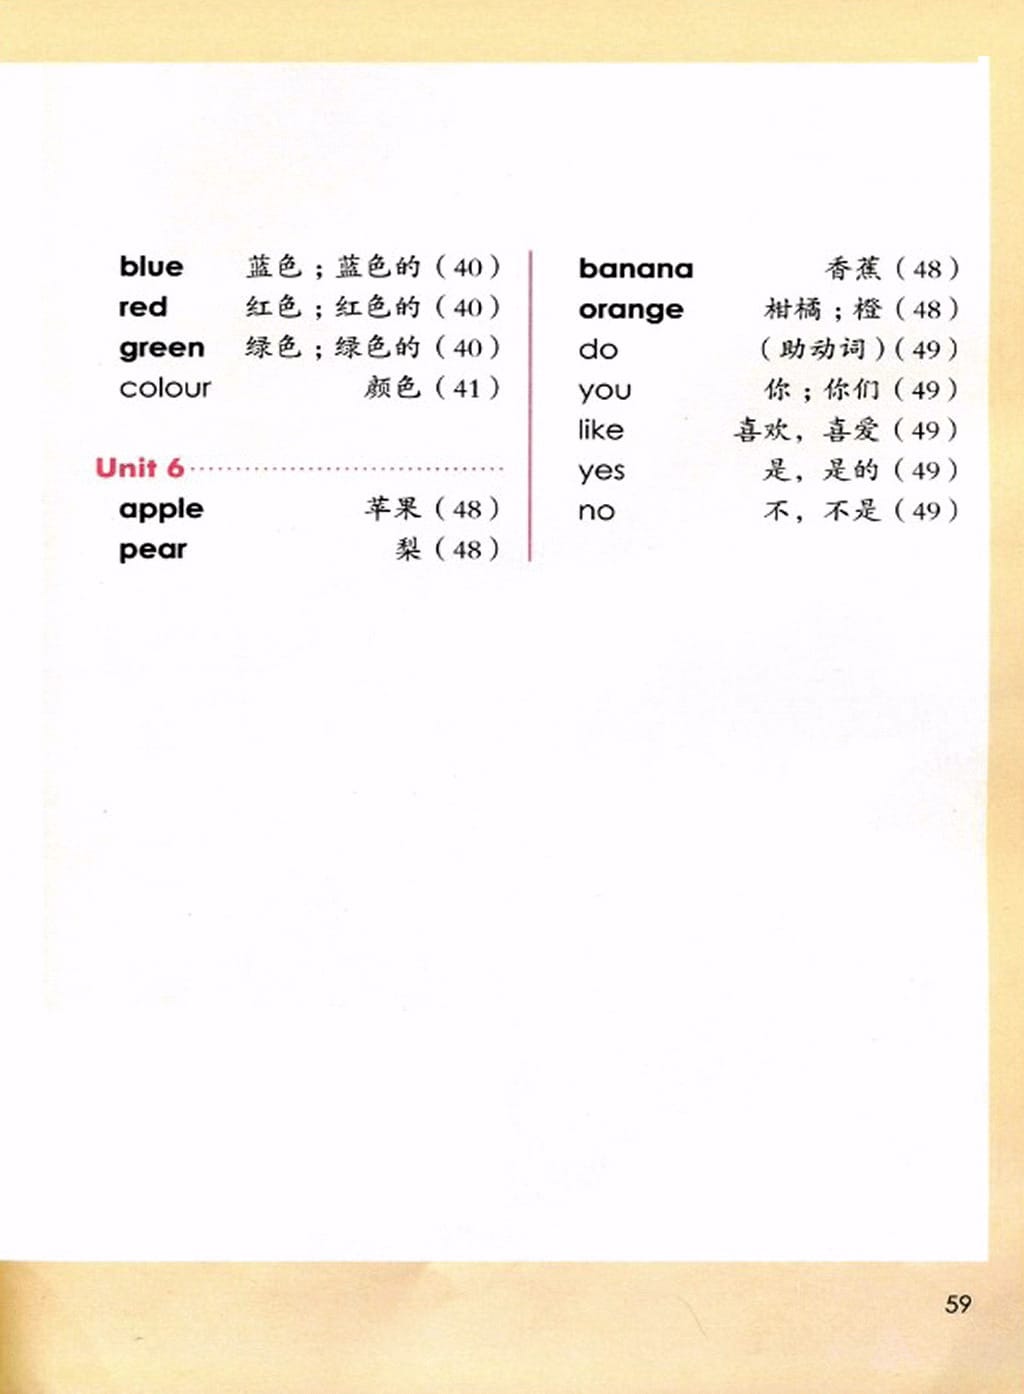 blue 蓝色；蓝色的（40）
red 红色；红色的（40）
green 绿色；绿色的（40）
colour 颜色（41）
Unit 6
apple 苹果（48）
pear 梨（48）
banana 香蕉（48）
orange 柑橘；橙（48）
do （助动词）（49）
you 你；你们（49）
like 喜欢，喜爱（49）
yes 是，是的（49）
no 不，不是（49）
59